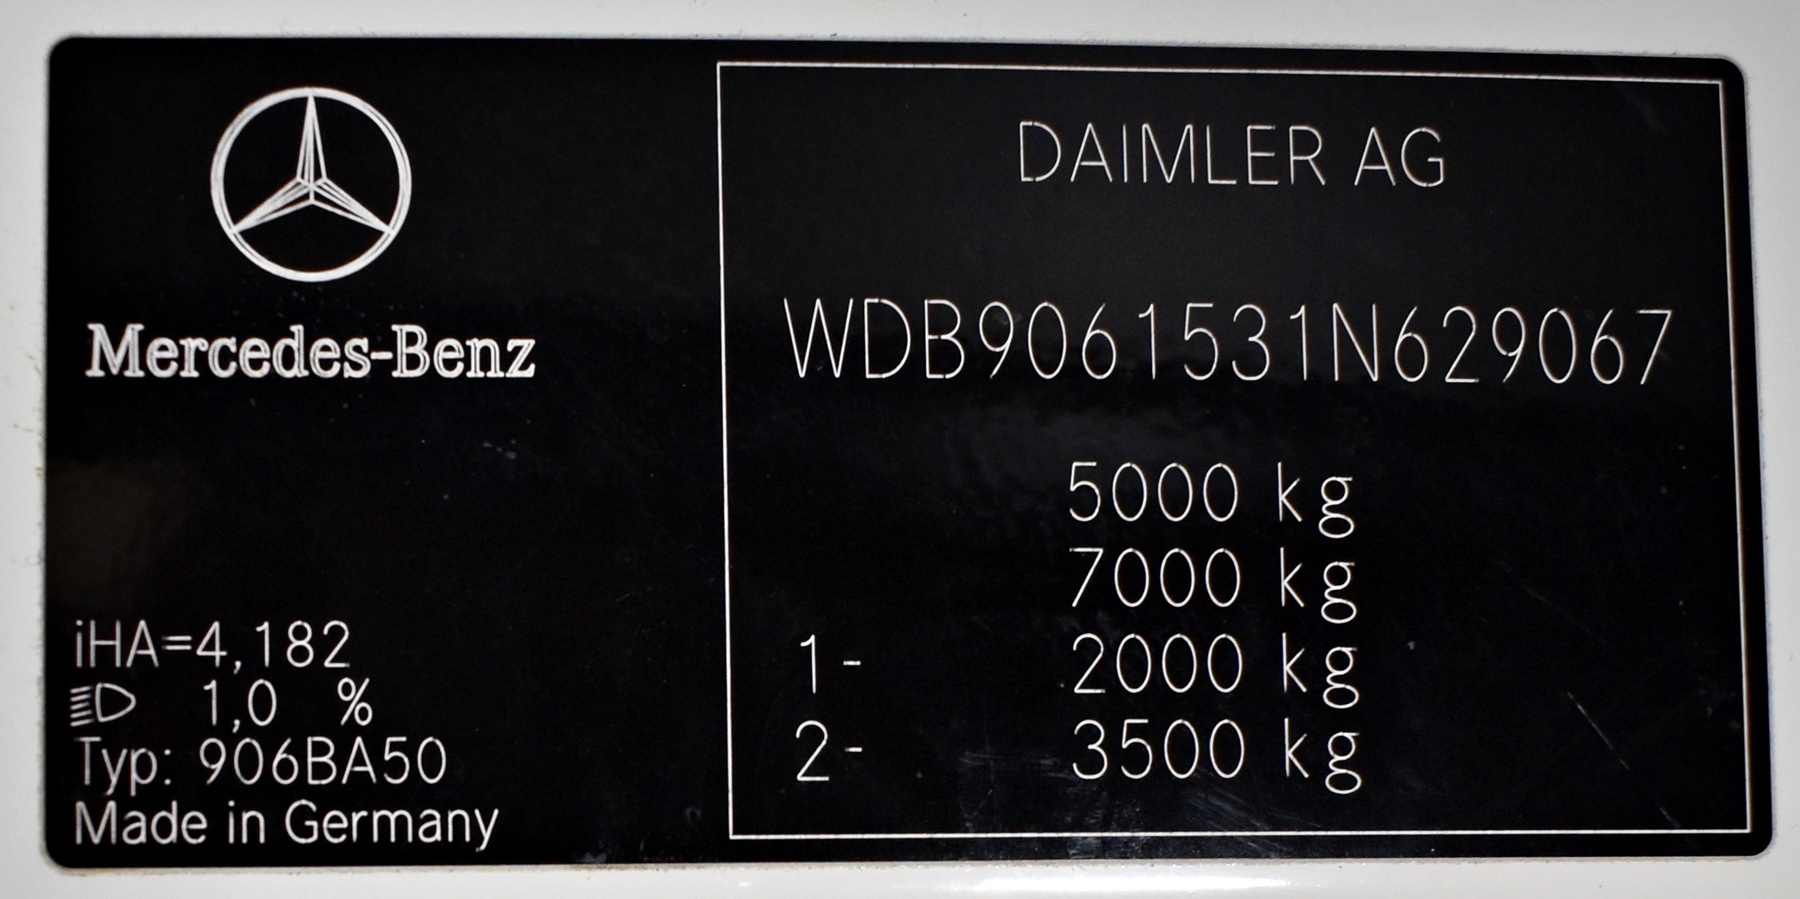 Mercedes-Benz
iHA=4,182
1,0 %
Typ: 906BA50
Made in Germany
DAIMLER AG
WDB9061531N629067
5000 kg
7000 kg
1- 2000 kg
2- 3500 kg